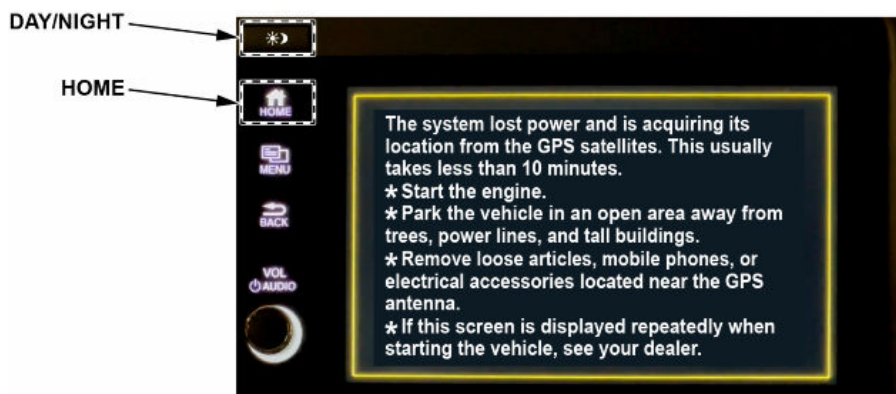 DAY/NIGHT
HOME
HOME
MENU
BACK
VOL
AUDIO
The system lost power and is acquiring its
location from the GPS satellites. This usually
takes less than 10 minutes.
* Start the engine.
* Park the vehicle in an open area away from
trees, power lines, and tall buildings.
* Remove loose articles, mobile phones, or
electrical accessories located near the GPS
antenna.
* If this screen is displayed repeatedly when
starting the vehicle, see your dealer.